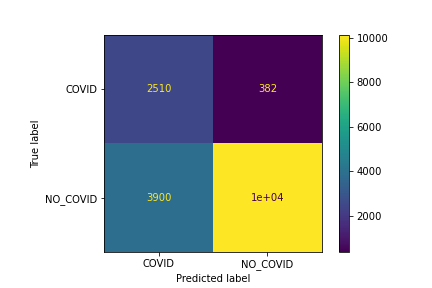 10000
COVID
2510
382
8000
True label
6000
4000
NO_COVID
3900
1e+04
2000
COVID
NO_COVID
Predicted label